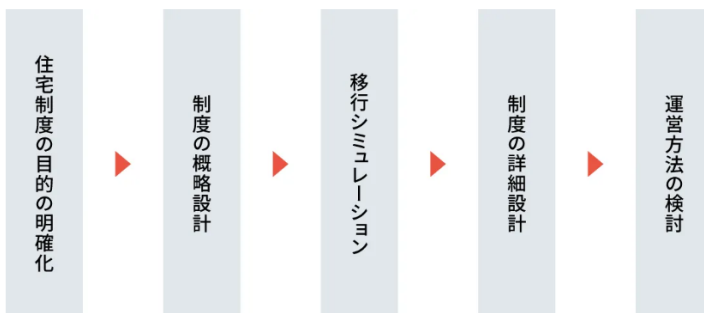 住宅制度の目的の明確化
制度の概略設計
移行シミュレーション
制度の詳細設計
運営方法の検討